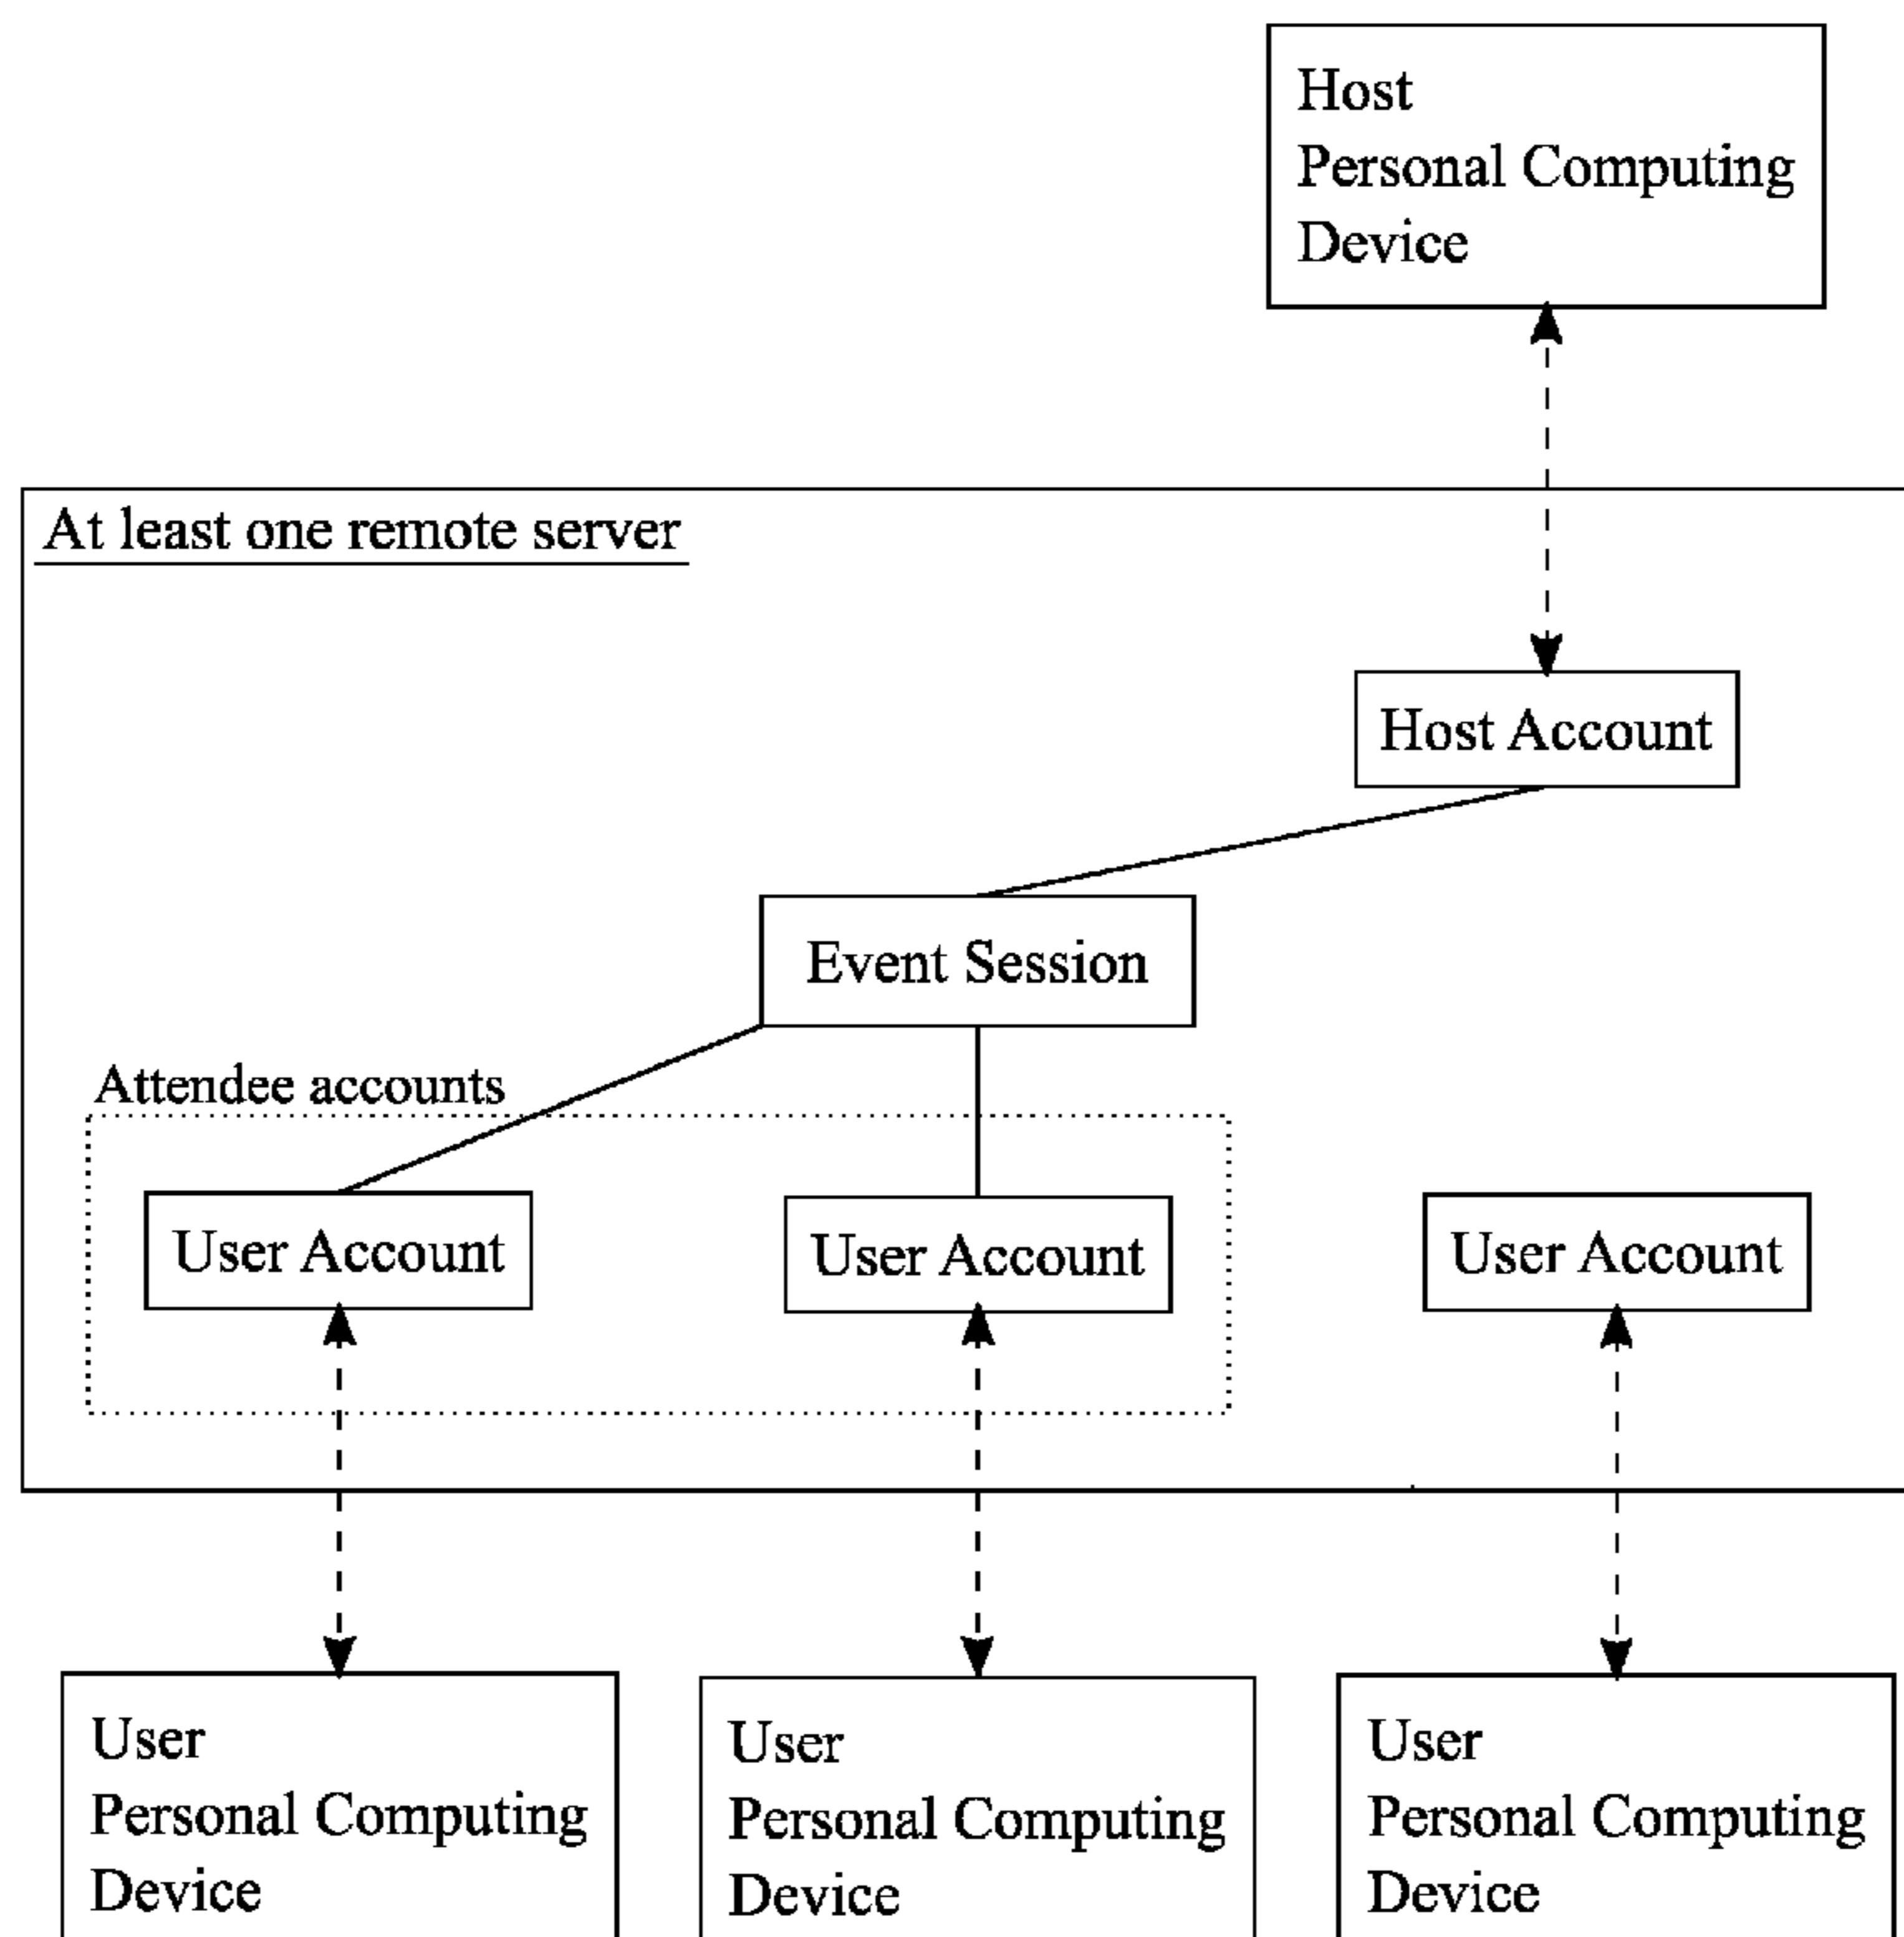 Host
Personal Computing
Device
At least one remote server
Host Account
Event Session
Attendee accounts
User Account
User Account
User Account
User
Personal Computing
Device
User
Personal Computing
Device
User
Personal Computing
Device